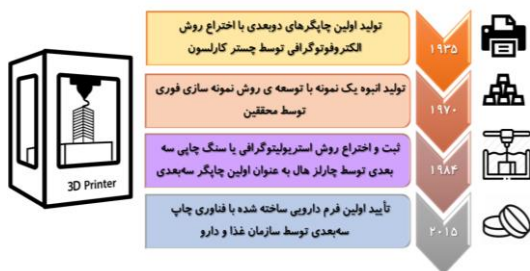 تولید اولین چاپگرهای دوبعدی با اختراع روش
الکتروفوتوگرافی توسط چستر کارلسون
۱۹۳۵
تولید انبوه یک نمونه با توسعه ی روش نمونه سازی فوری
توسط محققین
۱۹۷۰
ثبت و اختراع روش استریولیتوگرافی یا سنگ چاپی سه
بعدی توسط چارلز هال به عنوان اولین چاپگر سه‌بعدی
۱۹۸۴
تأیید اولین فرم دارویی ساخته شده با فناوری چاپ
سه‌بعدی توسط سازمان غذا و دارو
۲۰۱۵
3D Printer